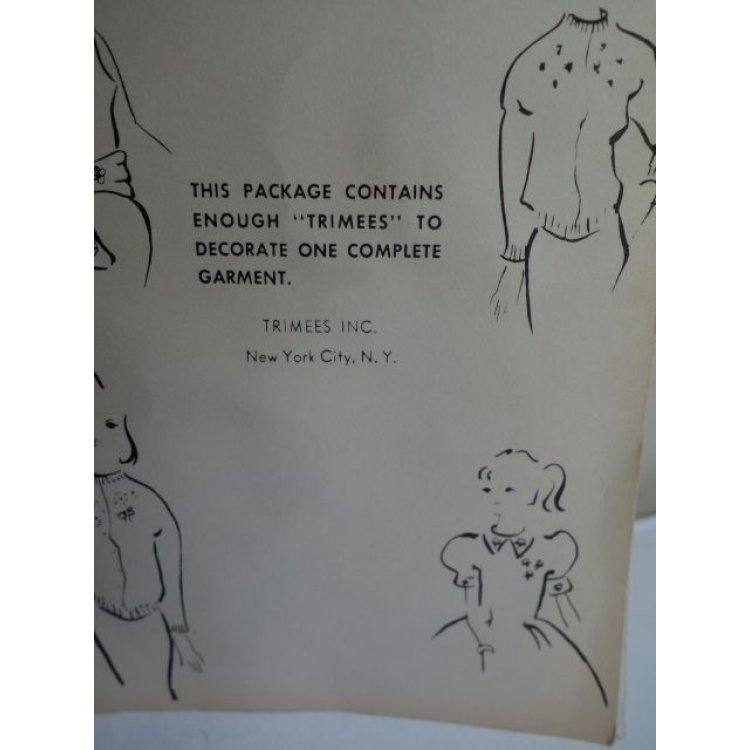 THIS PACKAGE CONTAINS
ENOUGH "TRIMEES" TO
DECORATE ONE COMPLETE
GARMENT.
TRIMEES INC.
New York City, N. Y.